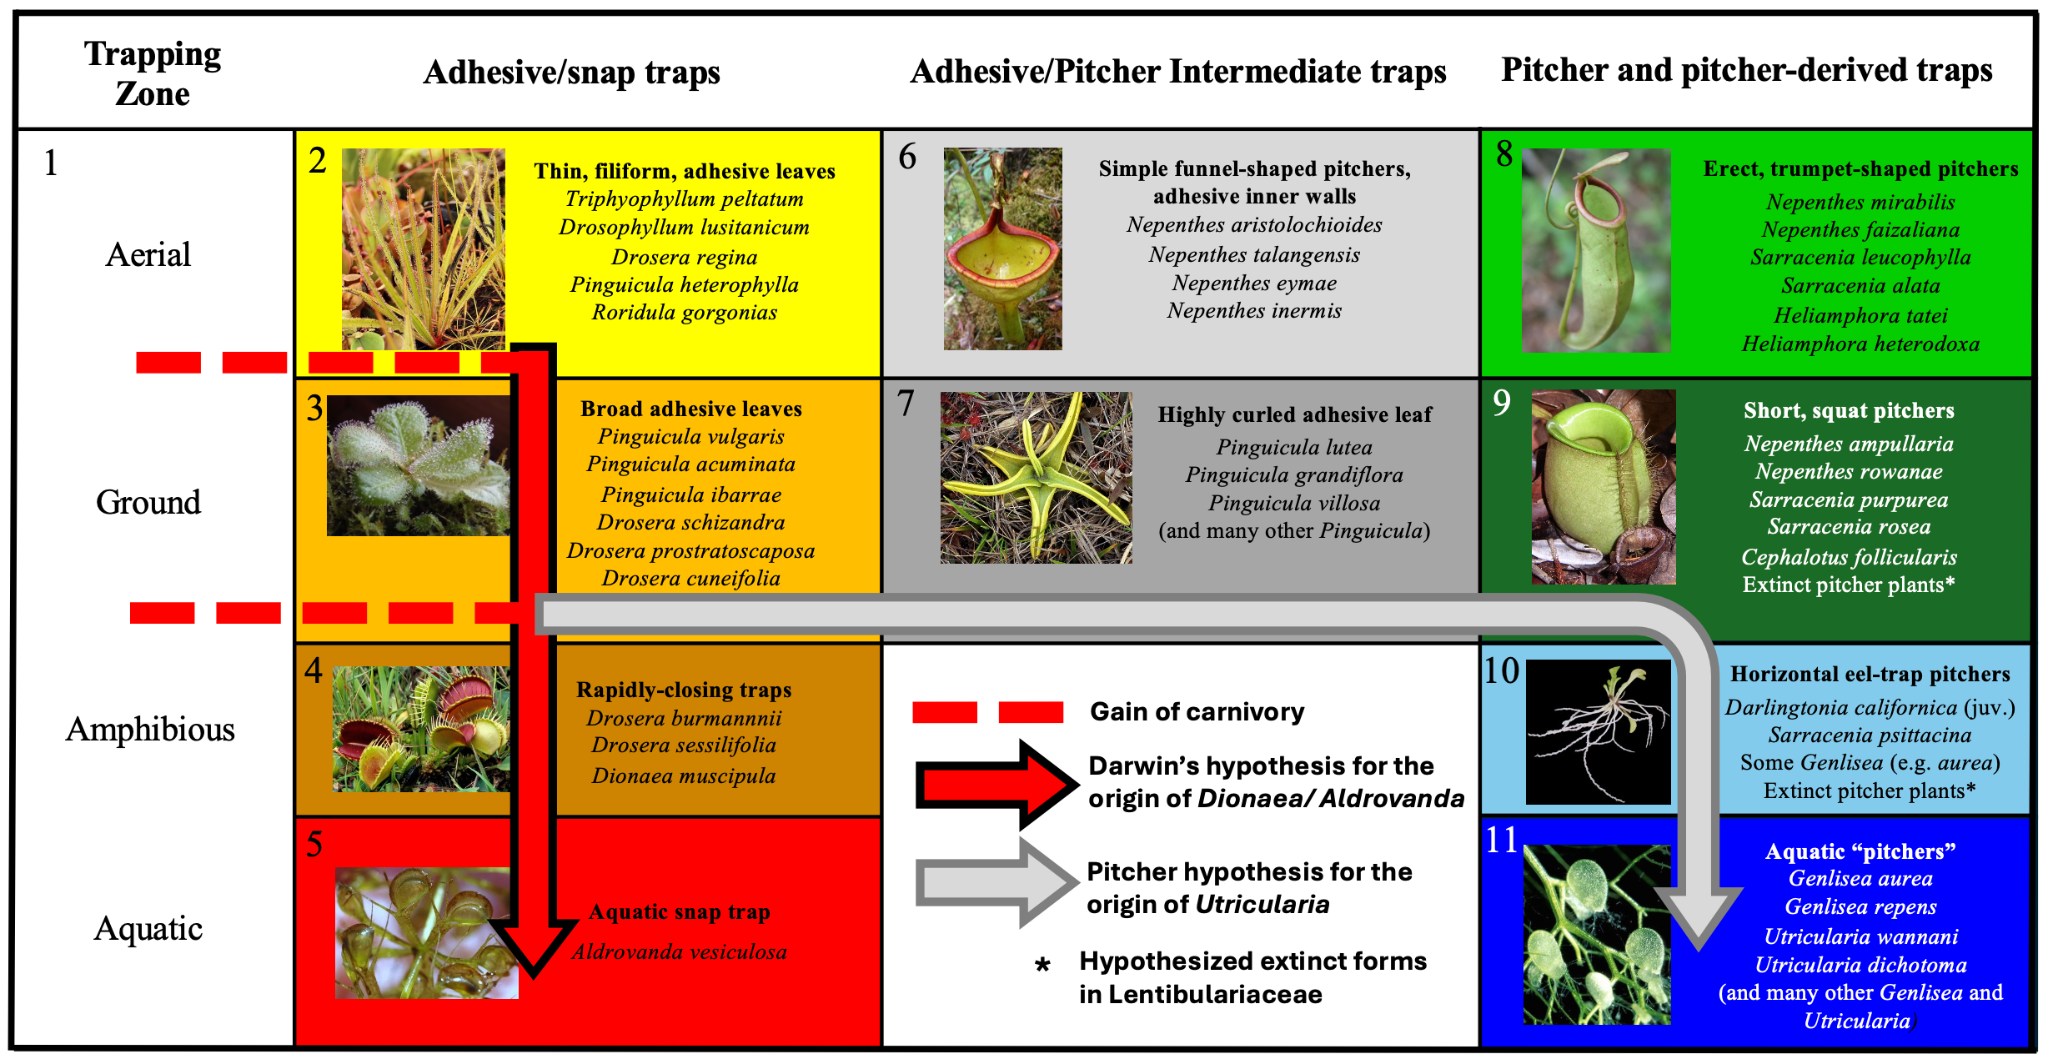 Trapping
Zone
Adhesive/snap traps
Adhesive/Pitcher Intermediate traps
Pitcher and pitcher-derived traps
1
Aerial
2
Thin, filiform, adhesive leaves
Triphyophyllum peltatum
Drosophyllum lusitanicum
Drosera regina
Pinguicula heterophylla
Roridula gorgonias
6
Simple funnel-shaped pitchers,
adhesive inner walls
Nepenthes aristolochioides
Nepenthes talangensis
Nepenthes eymae
Nepenthes inermis
8
Erect, trumpet-shaped pitchers
Nepenthes mirabilis
Nepenthes faizaliana
Sarracenia leucophylla
Sarracenia alata
Heliamphora tatei
Heliamphora heterodoxa
Ground
3
Broad adhesive leaves
Pinguicula vulgaris
Pinguicula acuminata
Pinguicula ibarrae
Drosera schizandra
Drosera prostratoscaposa
Drosera cuneifolia
7
Highly curled adhesive leaf
Pinguicula lutea
Pinguicula grandiflora
Pinguicula villosa
(and many other Pinguicula)
9
Short, squat pitchers
Nepenthes ampullaria
Nepenthes rowanae
Sarracenia purpurea
Sarracenia rosea
Cephalotus follicularis
Extinct pitcher plants*
Amphibious
4
Rapidly-closing traps
Drosera burmannnii
Drosera sessilifolia
Dionaea muscipula
10
Horizontal eel-trap pitchers
Darlingtonia californica (juv.)
Sarracenia psittacina
Some Genlisea (e.g. aurea)
Extinct pitcher plants*
Aquatic
5
Aquatic snap trap
Aldrovanda vesiculosa
11
Aquatic “pitchers”
Genlisea aurea
Genlisea repens
Utricularia wannani
Utricularia dichotoma
(and many other Genlisea and
Utricularia)
Gain of carnivory
Darwin’s hypothesis for the
origin of Dionaea/ Aldrovanda
Pitcher hypothesis for the
origin of Utricularia
* Hypothesized extinct forms
in Lentibulariaceae